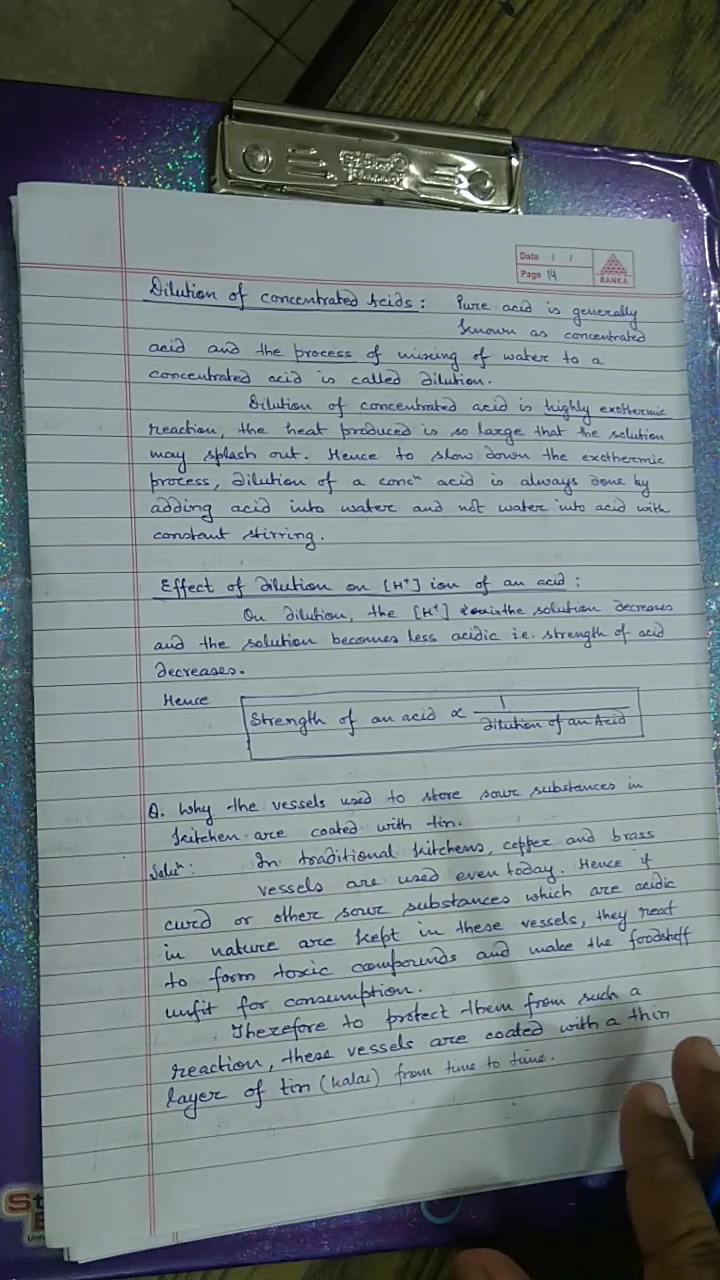 Date / /
Page 14
RANKA
Dilution of concentrated Acids : Pure acid is generally
known as concentrated
acid and the process of mixing of water to a
concentrated acid is called dilution.
Dilution of concentrated acid is highly exothermic
reaction, the heat produced is so large that the solution
may splash out. Hence to slow down the exothermic
process, dilution of a concⁿ acid is always done by
adding acid into water and not water into acid with
constant stirring.
Effect of dilution on [H⁺] ion of an acid :
On dilution, the [H⁺] the solution decreases
and the solution becomes less acidic i.e. strength of acid
decreases.
Hence
Strength of an acid ∝ 1
dilution of an Acid
Q. Why the vessels used to store sour substances in
kitchen are coated with tin.
Soluⁿ: In traditional kitchens, copper and brass
vessels are used even today. Hence if
curd or other sour substances which are acidic
in nature are kept in these vessels, they react
to form toxic compounds and make the foodstuff
unfit for consumption.
Therefore to protect them from such a
reaction, these vessels are coated with a thin
layer of tin (kalai) from time to time.